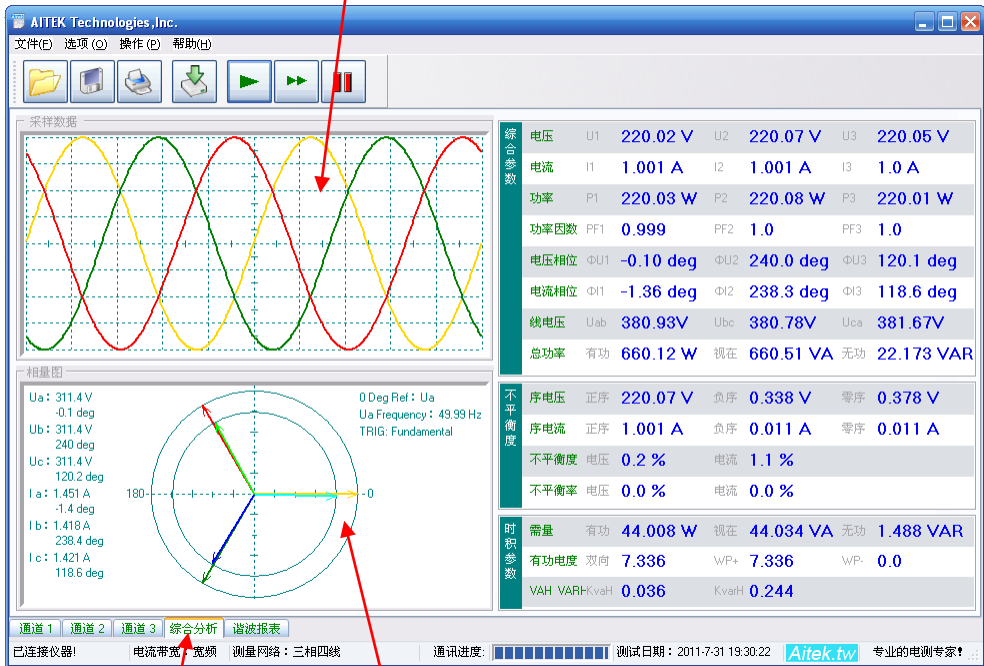 AITEK Technologies,Inc.
文件(F) 选项(O) 操作(P) 帮助(H)
采样数据
综合参数
电压 U1 220.02 V U2 220.07 V U3 220.05 V
电流 I1 1.001 A I2 1.001 A I3 1.0 A
功率 P1 220.03 W P2 220.08 W P3 220.01 W
功率因数 PF1 0.999 PF2 1.0 PF3 1.0
电压相位 ΦU1 -0.10 deg ΦU2 240.0 deg ΦU3 120.1 deg
电流相位 ΦI1 -1.36 deg ΦI2 238.3 deg ΦI3 118.6 deg
线电压 Uab 380.93V Ubc 380.78V Uca 381.67V
总功率 有功 660.12 W 视在 660.51 VA 无功 22.173 VAR
相量图
Ua: 311.4 V
-0.1 deg
Ub: 311.4 V
240 deg
Uc: 311.4 V
120.2 deg
Ia: 1.451 A
-1.4 deg
Ib: 1.418 A
238.4 deg
Ic: 1.421 A
118.6 deg
180
0
0 Deg Ref: Ua
Ua Frequency: 49.99 Hz
TRIG: Fundamental
不平衡度
序电压 正序 220.07 V 负序 0.338 V 零序 0.378 V
序电流 正序 1.001 A 负序 0.011 A 零序 0.011 A
不平衡度 电压 0.2 % 电流 1.1 %
不平衡率 电压 0.0 % 电流 0.0 %
时积参数
需量 有功 44.008 W 视在 44.034 VA 无功 1.488 VAR
有功电度 双向 7.336 WP+ 7.336 WP- 0.0
VAH VARH KvaH 0.036 KvarH 0.244
通道 1 通道 2 通道 3 综合分析 谐波报表
已连接仪器! 电流带宽: 宽频 测量网络: 三相四线 通讯进度: 测试日期: 2011-7-31 19:30:22 Aitek.tw 专业的电测专家!